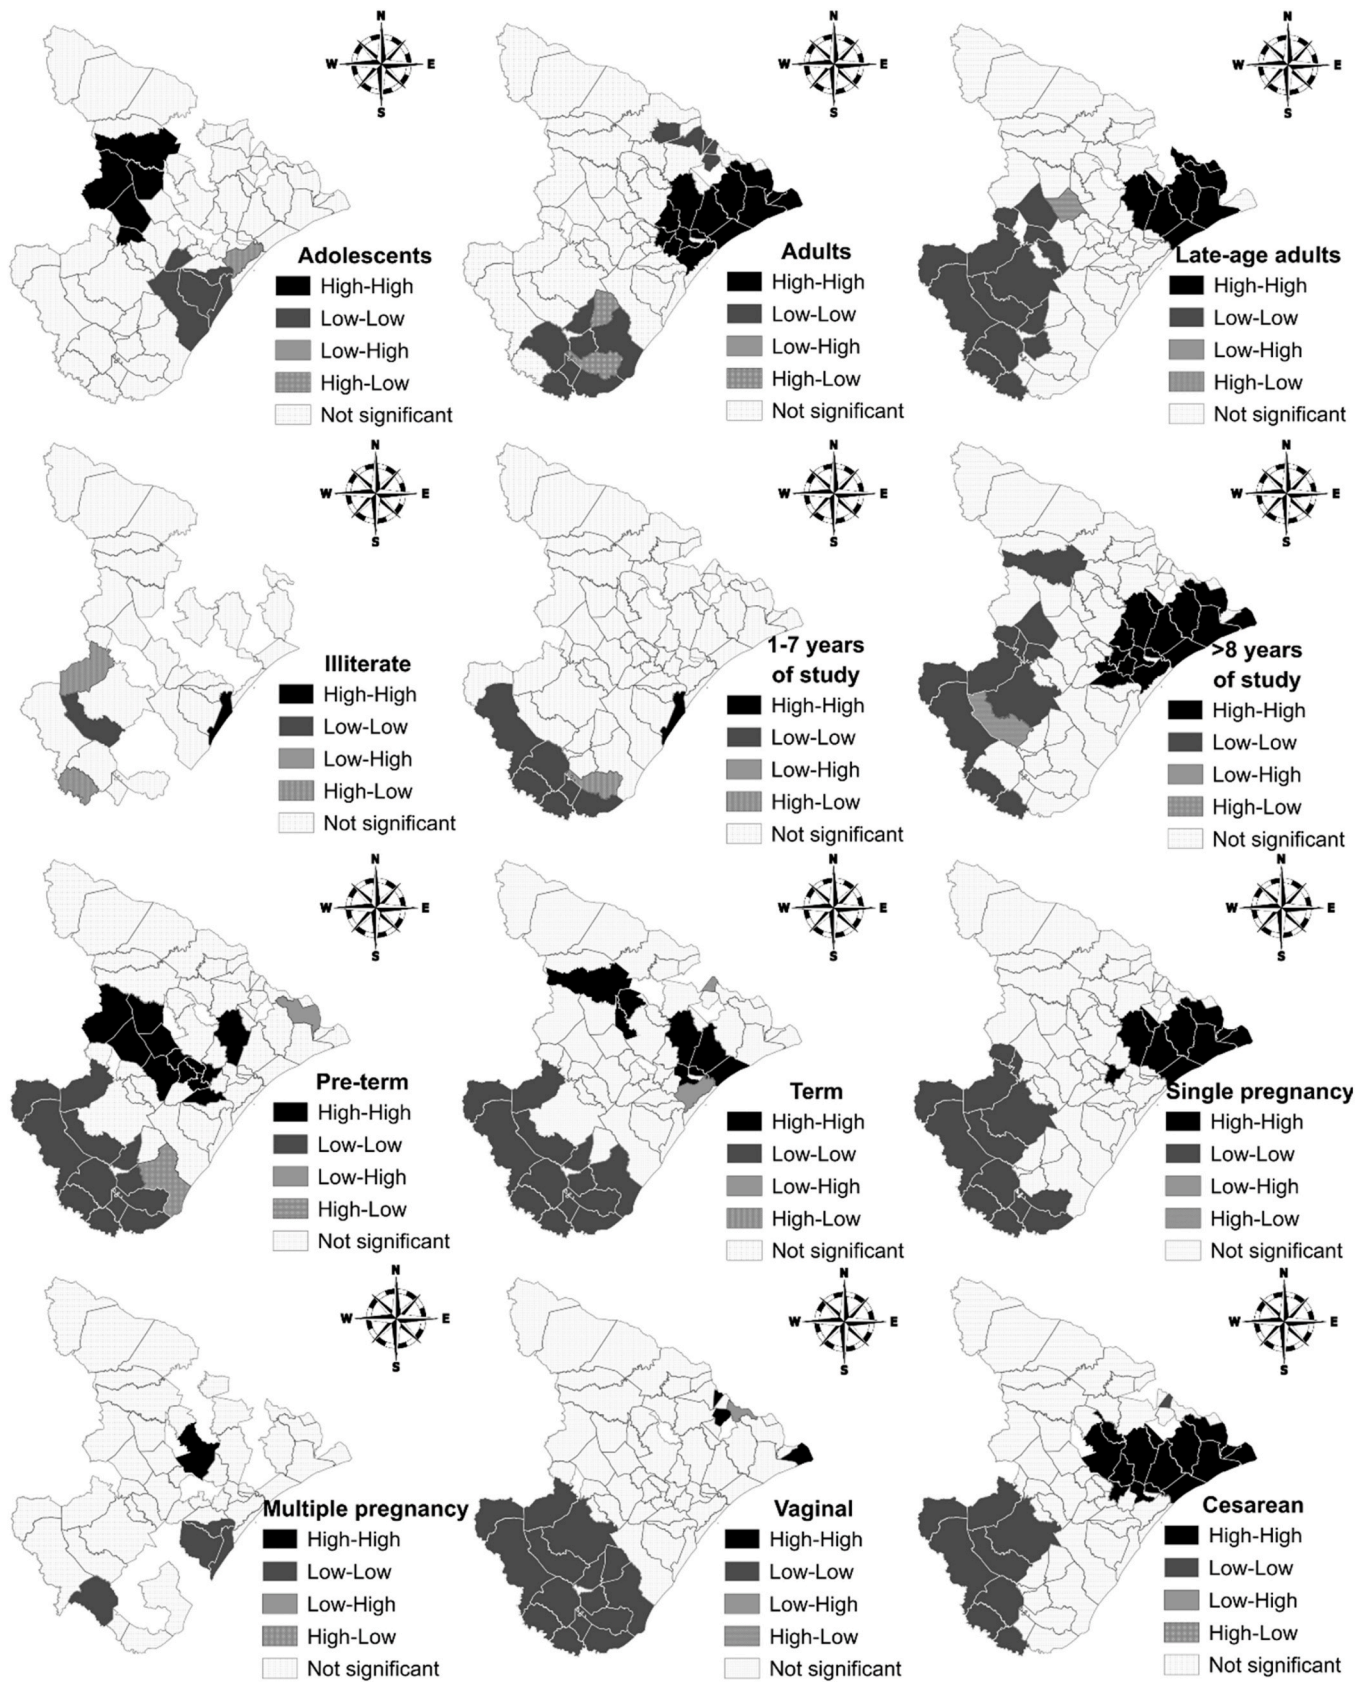 N
W E
S
Adolescents
High-High
Low-Low
Low-High
High-Low
Not significant
N
W E
S
Adults
High-High
Low-Low
Low-High
High-Low
Not significant
N
W E
S
Late-age adults
High-High
Low-Low
Low-High
High-Low
Not significant
N
W E
S
Illiterate
High-High
Low-Low
Low-High
High-Low
Not significant
N
W E
S
1-7 years
of study
High-High
Low-Low
Low-High
High-Low
Not significant
N
W E
S
>8 years
of study
High-High
Low-Low
Low-High
High-Low
Not significant
N
W E
S
Pre-term
High-High
Low-Low
Low-High
High-Low
Not significant
N
W E
S
Term
High-High
Low-Low
Low-High
High-Low
Not significant
N
W E
S
Single pregnancy
High-High
Low-Low
Low-High
High-Low
Not significant
N
W E
S
Multiple pregnancy
High-High
Low-Low
Low-High
High-Low
Not significant
N
W E
S
Vaginal
High-High
Low-Low
Low-High
High-Low
Not significant
N
W E
S
Cesarean
High-High
Low-Low
Low-High
High-Low
Not significant